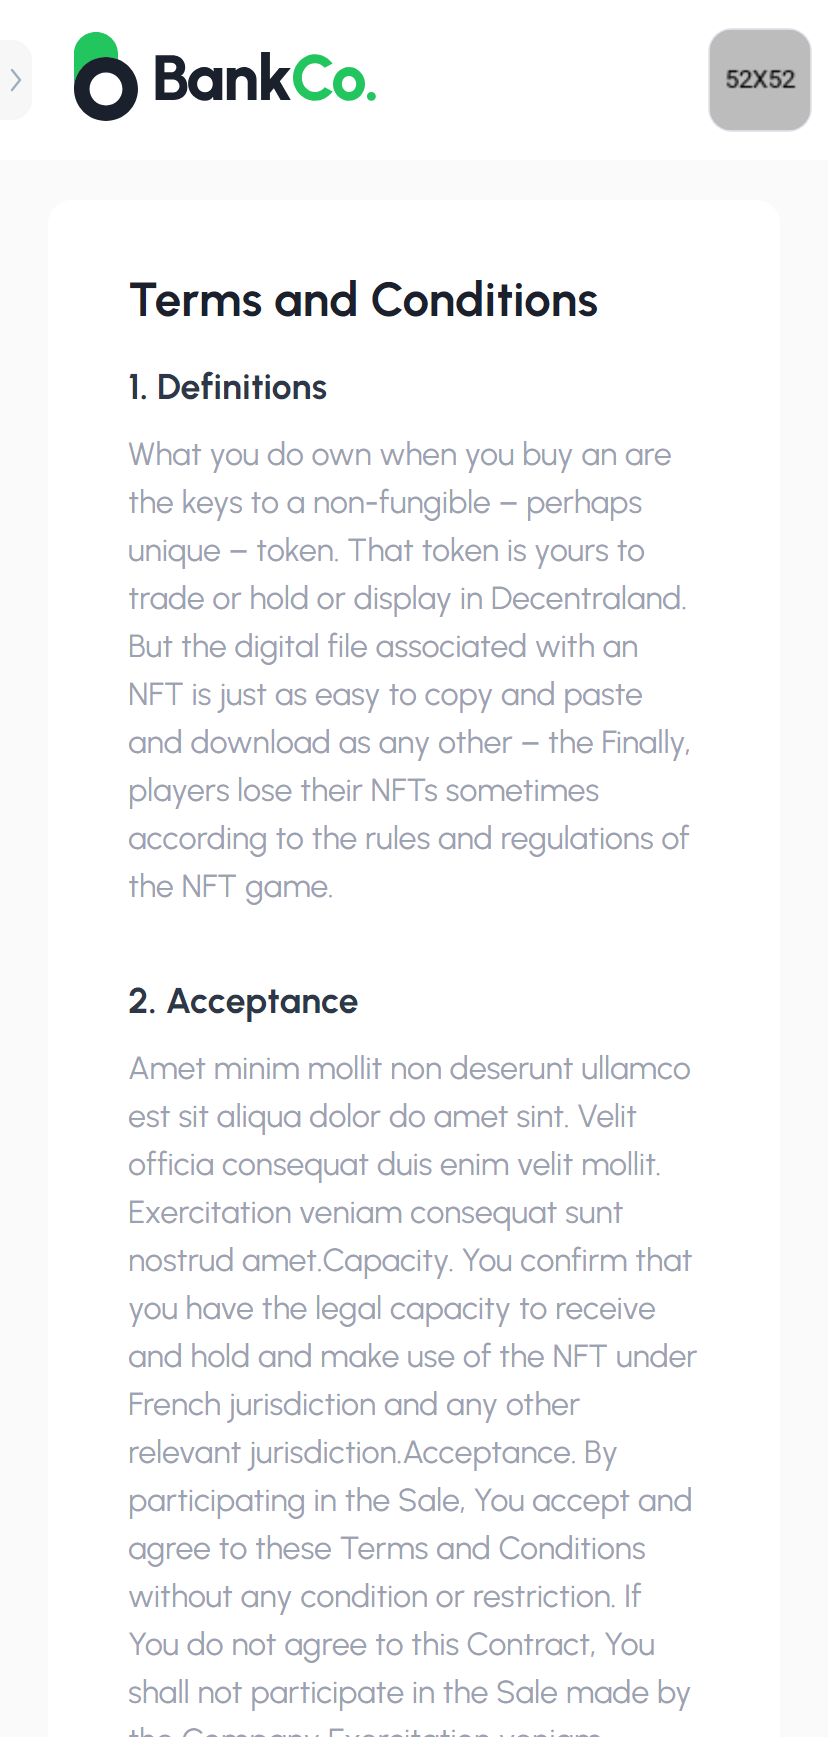 BankCo.
52X52
Terms and Conditions
1. Definitions
What you do own when you buy an are
the keys to a non-fungible – perhaps
unique – token. That token is yours to
trade or hold or display in Decentraland.
But the digital file associated with an
NFT is just as easy to copy and paste
and download as any other – the Finally,
players lose their NFTs sometimes
according to the rules and regulations of
the NFT game.
2. Acceptance
Amet minim mollit non deserunt ullamco
est sit aliqua dolor do amet sint. Velit
officia consequat duis enim velit mollit.
Exercitation veniam consequat sunt
nostrud amet.Capacity. You confirm that
you have the legal capacity to receive
and hold and make use of the NFT under
French jurisdiction and any other
relevant jurisdiction.Acceptance. By
participating in the Sale, You accept and
agree to these Terms and Conditions
without any condition or restriction. If
You do not agree to this Contract, You
shall not participate in the Sale made by
the Company Exercitation veniam